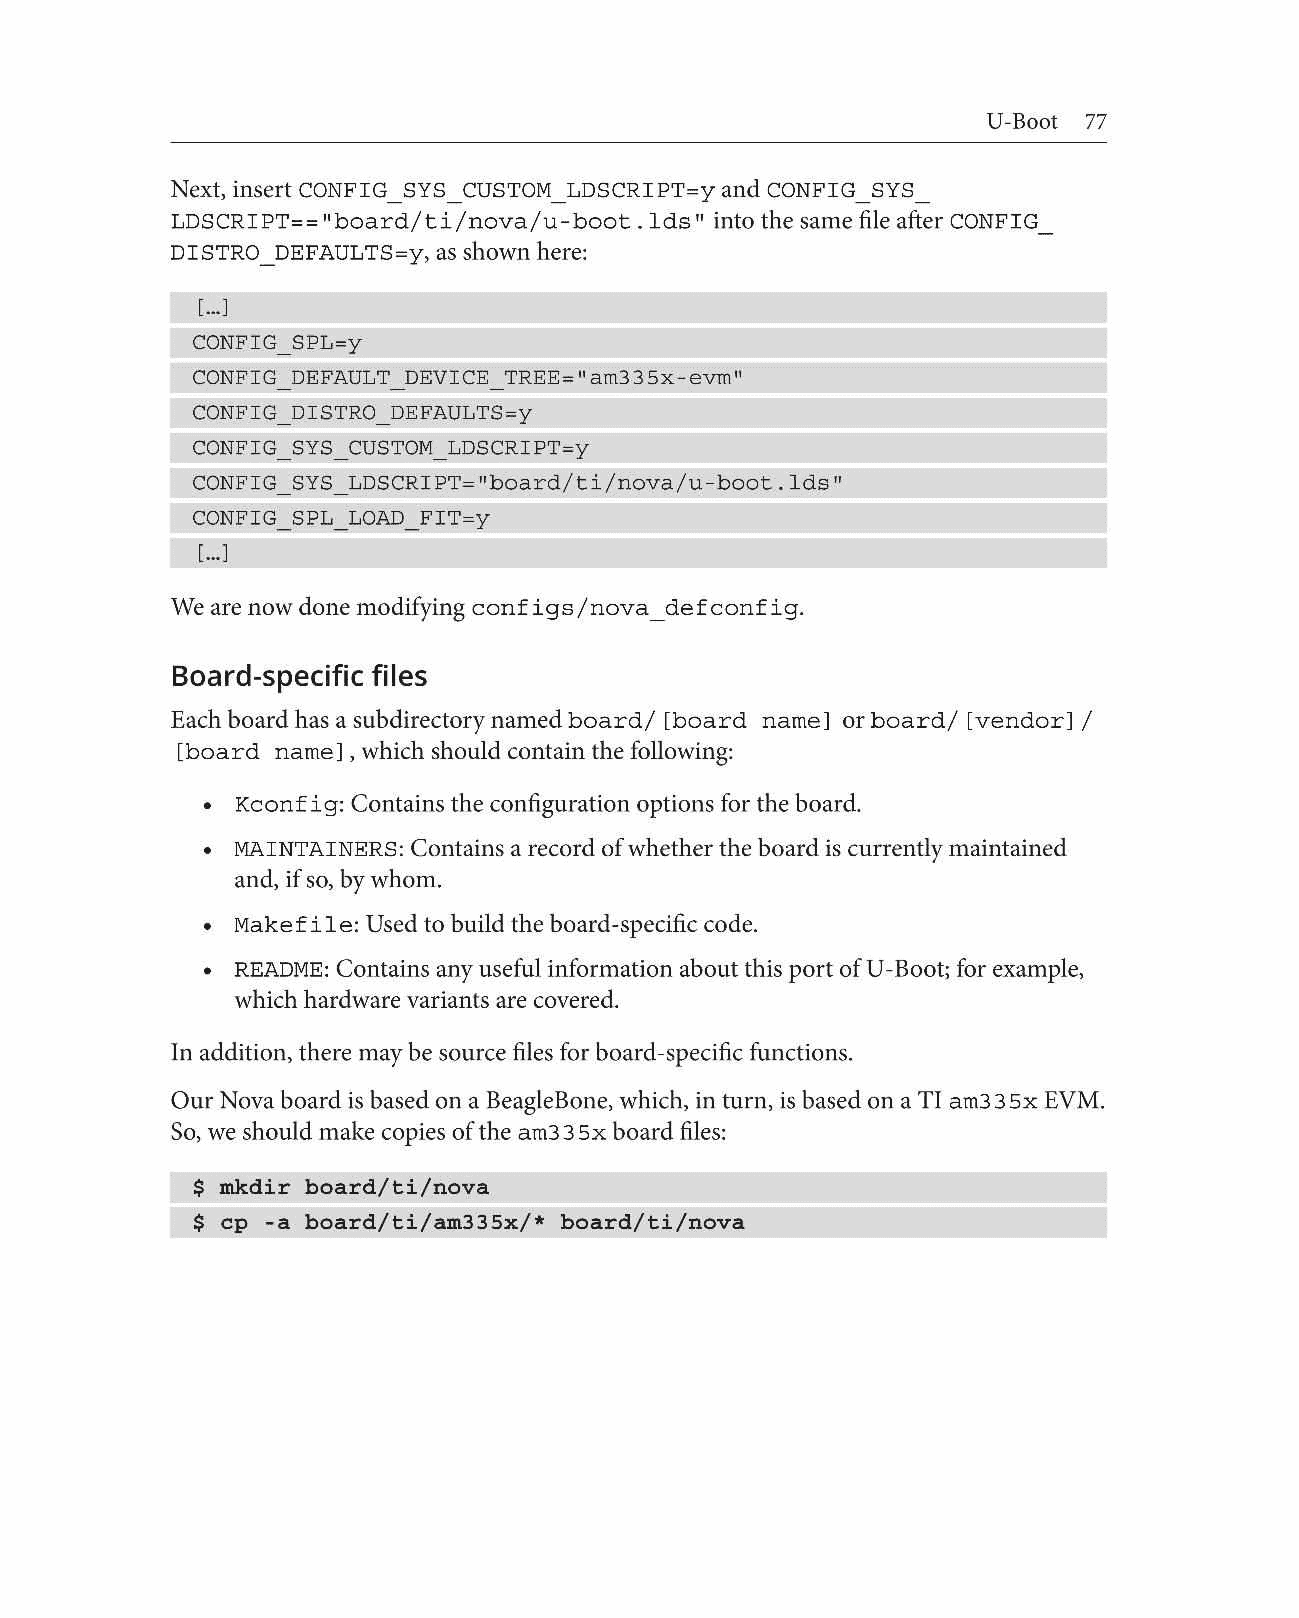 U-Boot 77
Next, insert CONFIG_SYS_CUSTOM_LDSCRIPT=y and CONFIG_SYS_
LDSCRIPT=="board/ti/nova/u-boot.lds" into the same file after CONFIG_
DISTRO_DEFAULTS=y, as shown here:
[…]
CONFIG_SPL=y
CONFIG_DEFAULT_DEVICE_TREE="am335x-evm"
CONFIG_DISTRO_DEFAULTS=y
CONFIG_SYS_CUSTOM_LDSCRIPT=y
CONFIG_SYS_LDSCRIPT="board/ti/nova/u-boot.lds"
CONFIG_SPL_LOAD_FIT=y
[…]
We are now done modifying configs/nova_defconfig.
Board-specific files
Each board has a subdirectory named board/[board name] or board/[vendor]/
[board name], which should contain the following:
• Kconfig: Contains the configuration options for the board.
• MAINTAINERS: Contains a record of whether the board is currently maintained
and, if so, by whom.
• Makefile: Used to build the board-specific code.
• README: Contains any useful information about this port of U-Boot; for example,
which hardware variants are covered.
In addition, there may be source files for board-specific functions.
Our Nova board is based on a BeagleBone, which, in turn, is based on a TI am335x EVM.
So, we should make copies of the am335x board files:
$ mkdir board/ti/nova
$ cp -a board/ti/am335x/* board/ti/nova